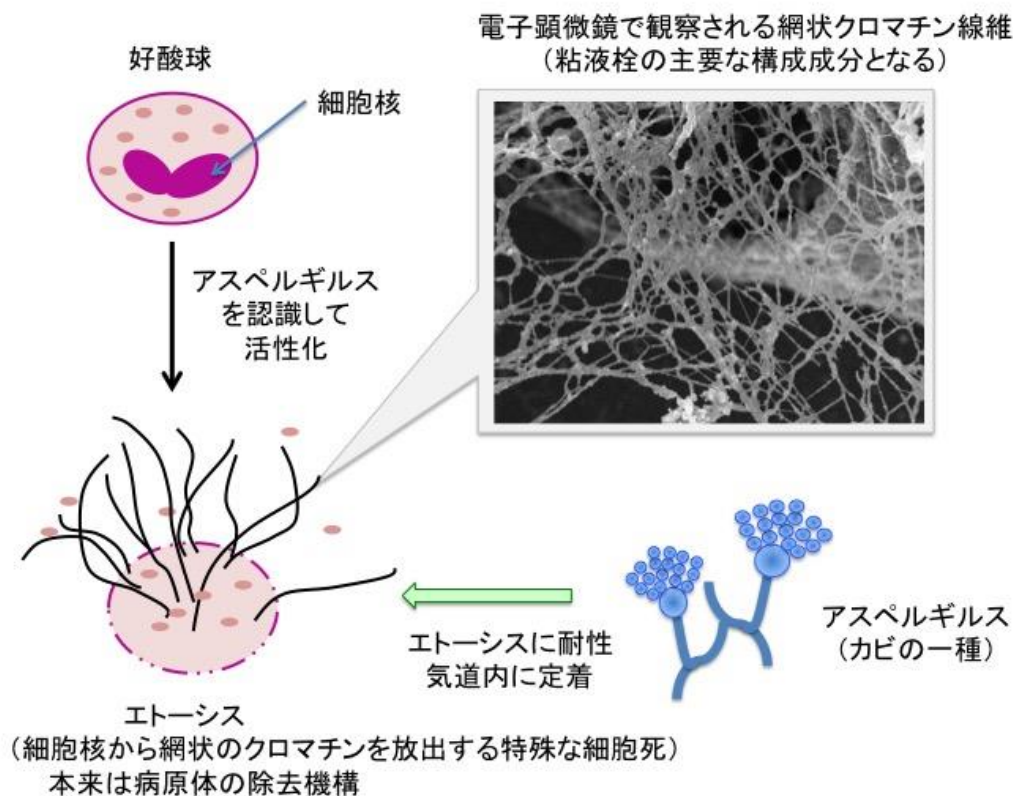 電子顕微鏡で観察される網状クロマチン線維
(粘液栓の主要な構成成分となる)
好酸球
細胞核
アスペルギルス
を認識して
活性化
エトーシスに耐性
気道内に定着
アスペルギルス
(カビの一種)
エトーシス
(細胞核から網状のクロマチンを放出する特殊な細胞死)
本来は病原体の除去機構